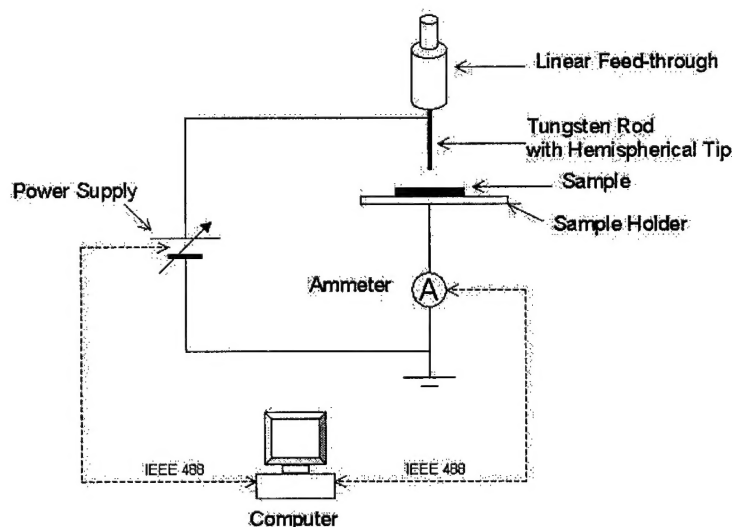 Linear Feed-through
Tungsten Rod
with Hemispherical Tip
Sample
Power Supply
Sample Holder
Ammeter
A
IEEE 488
IEEE 488
Computer